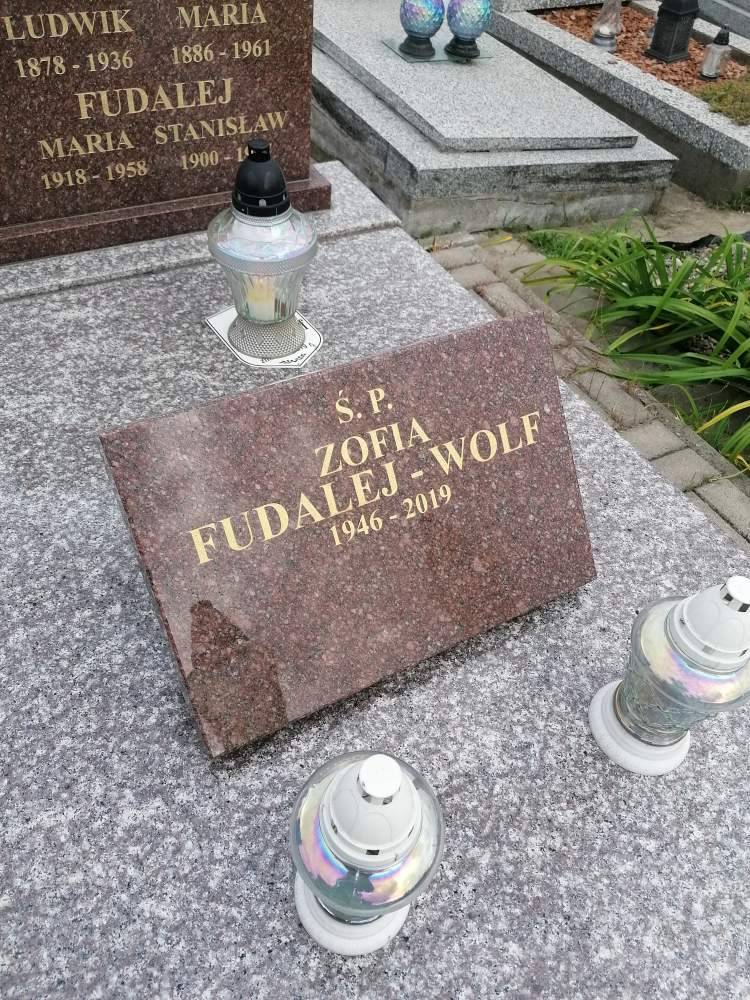 LUDWIK MARIA
1878 - 1936 1886 - 1961
FUDALEJ
MARIA STANISŁAW
1918 - 1958 1900 -
Ś. P.
ZOFIA
FUDALEJ - WOLF
1946 - 2019